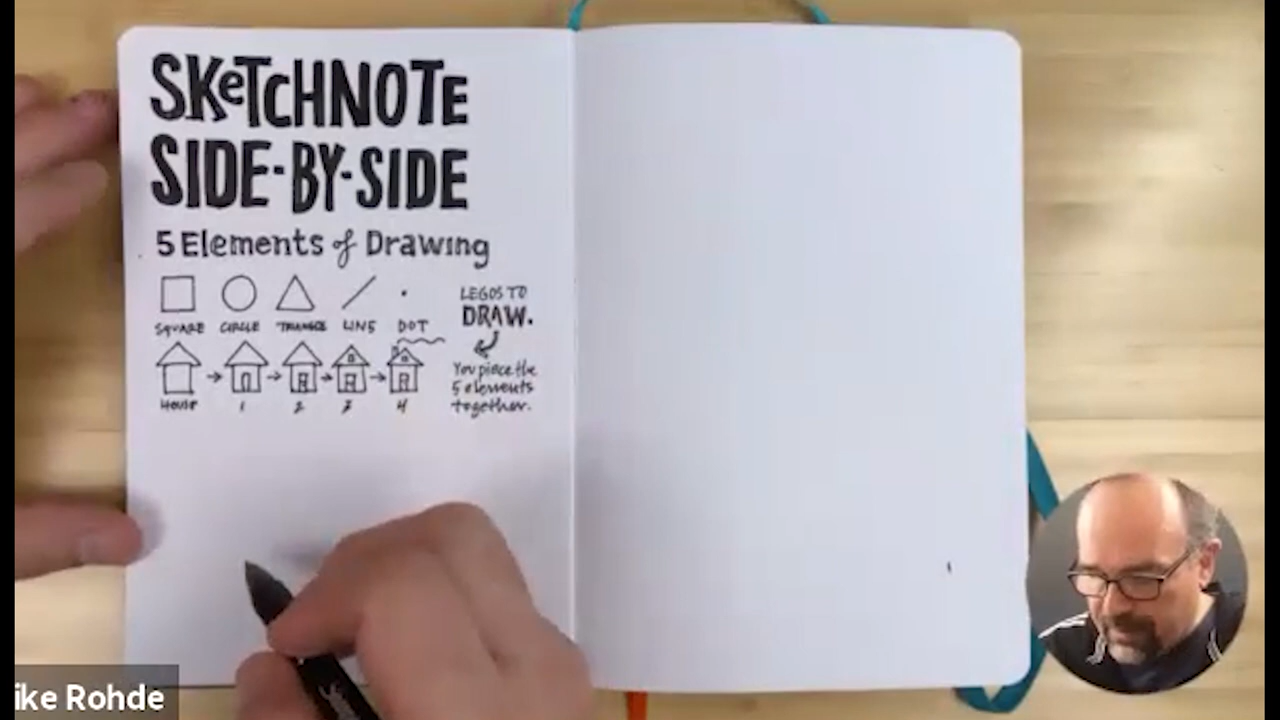 SKeTCHNOTE
SIDE-BY-SIDE
5 Elements of Drawing
SQUARE CIRCLE TRIANGLE LINE DOT
LEGOS TO
DRAW.
You piece the
5 elements
together.
HOUSE 1 2 3 4
ike Rohde